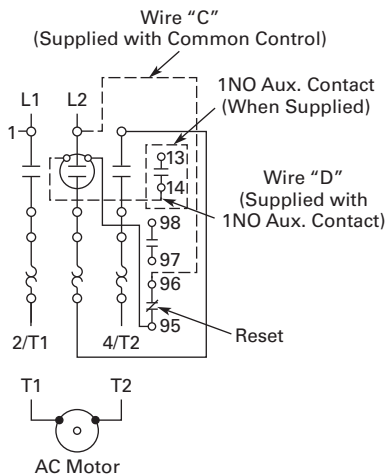 Wire “C”
(Supplied with Common Control)
1NO Aux. Contact
(When Supplied)
L1
L2
1
13
14
Wire “D”
(Supplied with
1NO Aux. Contact)
98
97
96
95
Reset
2/T1
4/T2
T1
T2
AC Motor